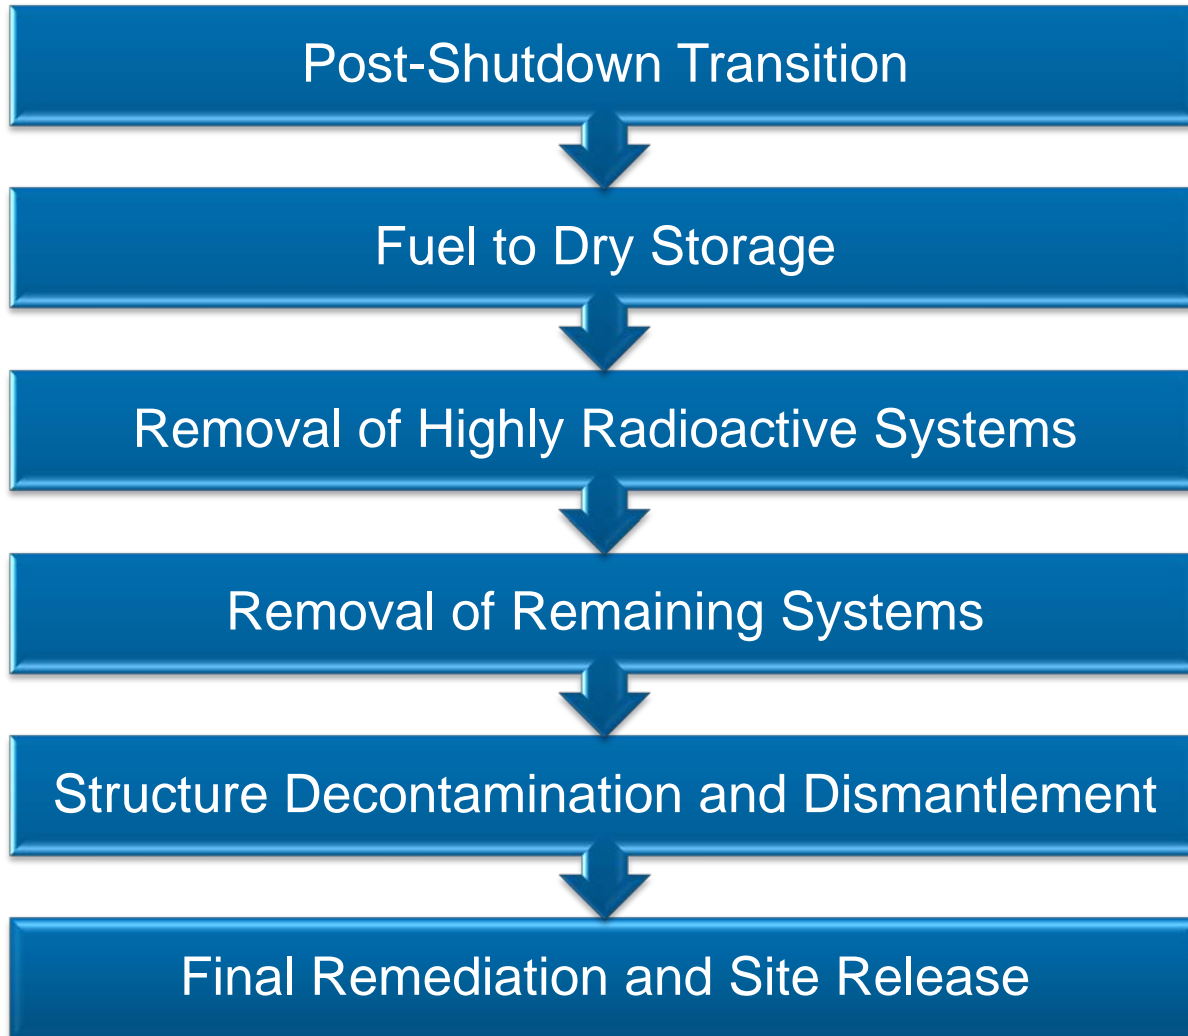 Post-Shutdown Transition
Fuel to Dry Storage
Removal of Highly Radioactive Systems
Removal of Remaining Systems
Structure Decontamination and Dismantlement
Final Remediation and Site Release